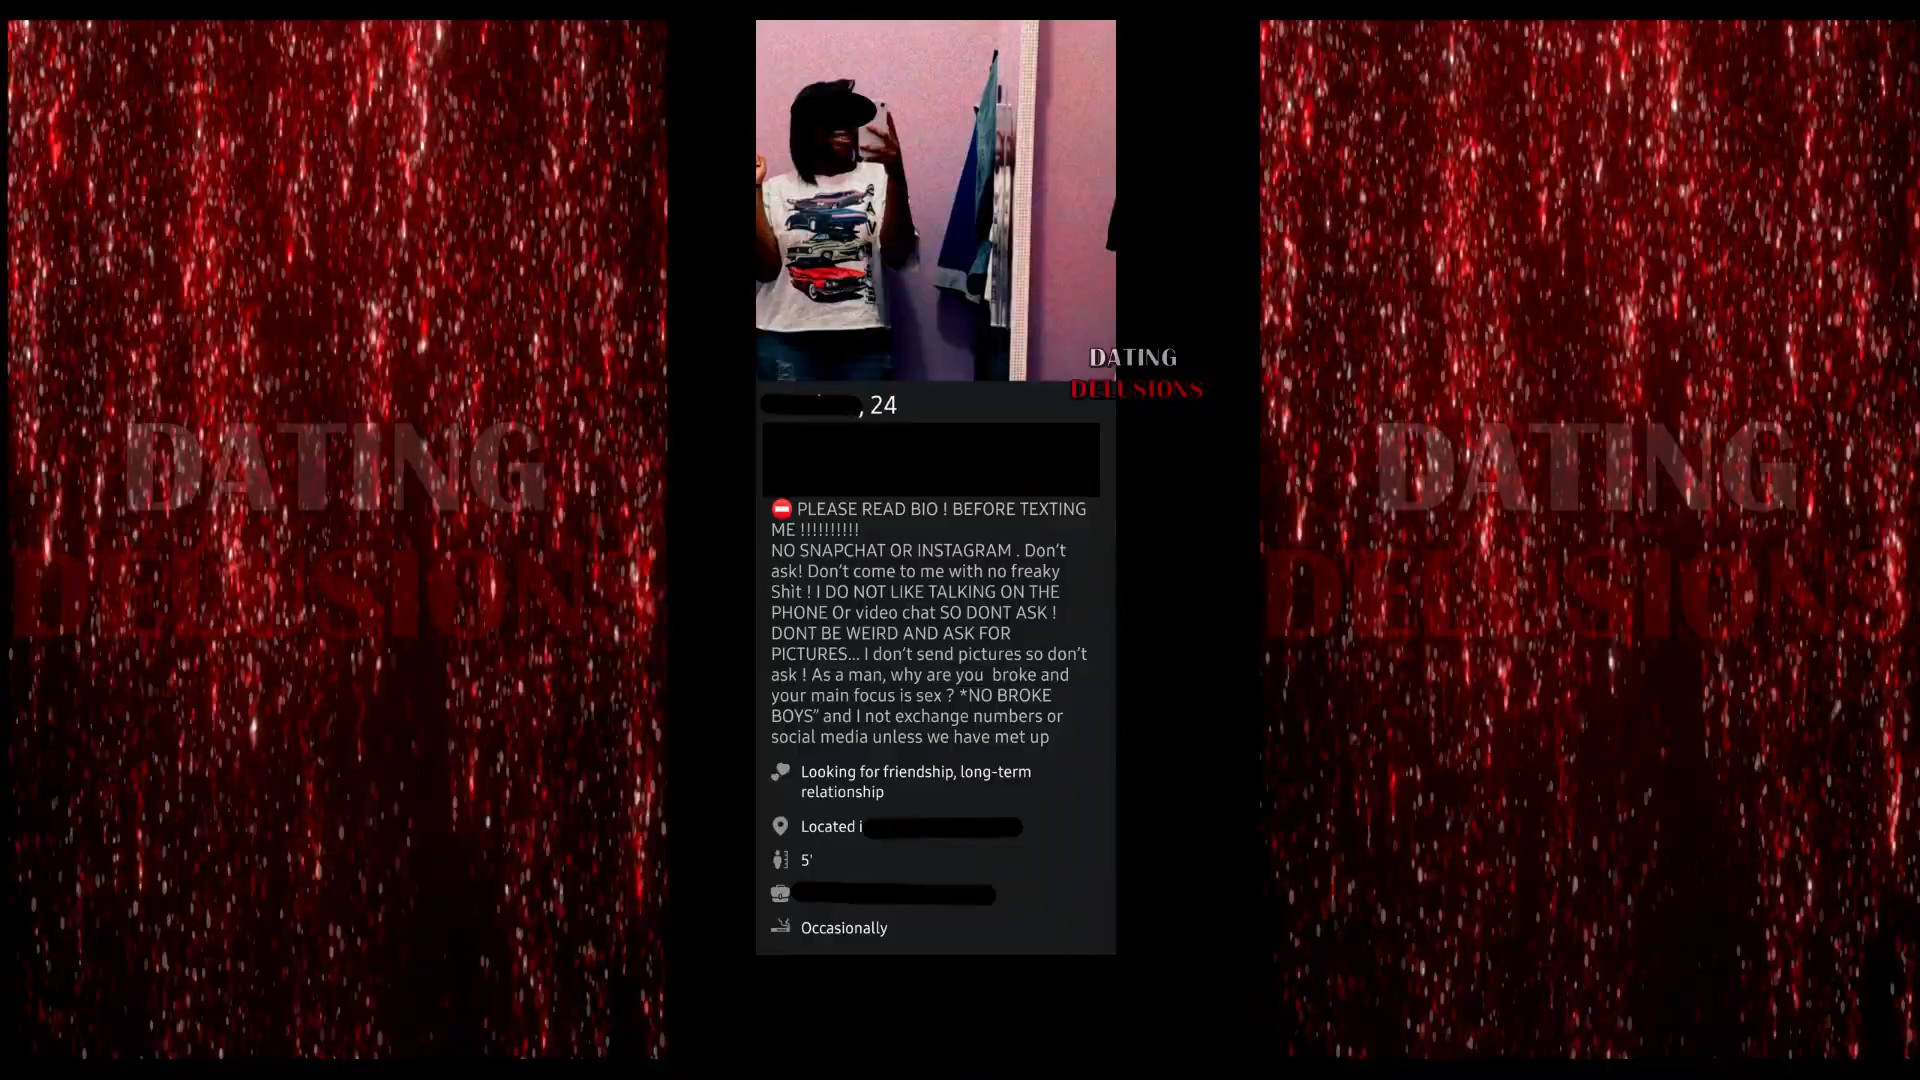 DATING
DELUSIONS
, 24
⛔ PLEASE READ BIO ! BEFORE TEXTING
ME !!!!!!!!!!
NO SNAPCHAT OR INSTAGRAM . Don't
ask! Don't come to me with no freaky
Shìt ! I DO NOT LIKE TALKING ON THE
PHONE Or video chat SO DONT ASK !
DONT BE WEIRD AND ASK FOR
PICTURES... I don't send pictures so don't
ask ! As a man, why are you  broke and
your main focus is sex ? *NO BROKE
BOYS" and I not exchange numbers or
social media unless we have met up
Looking for friendship, long-term
relationship
Located i
5'
Occasionally
DATING
DELUSION
DATING
DELUSIONS